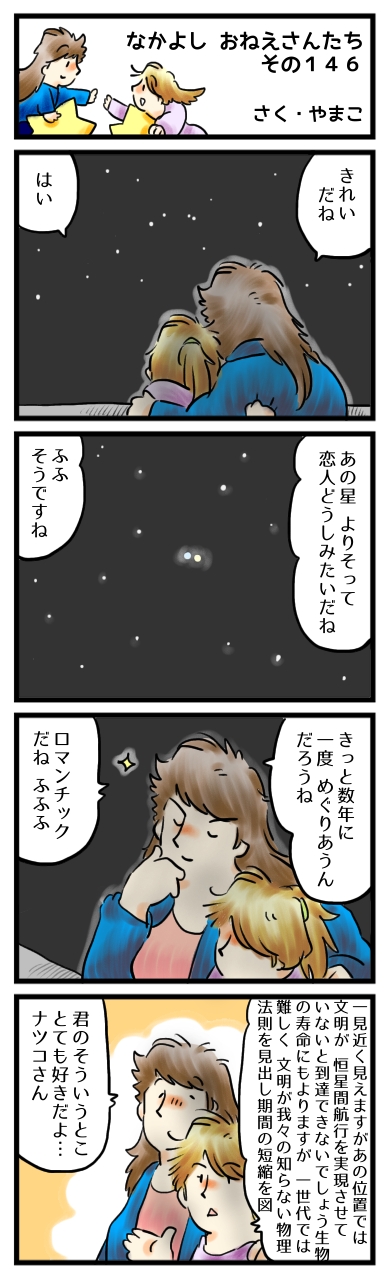 なかよし おねえさんたち
その146
さく・やまこ
きれい
だね
はい
あの星 よりそって
恋人どうしみたいだね
ふふ
そうですね
きっと数年に
一度 めぐりあうん
だろうね
ロマンチック
だね ふふふ
一見近く見えますがあの位置では
文明が 恒星間航行を実現させて
いないと到達できないでしょう生物
の寿命にもよりますが 一世代では
難しく 文明が我々の知らない物理
法則を見出し期間の短縮を図
君のそういうとこ
とても好きだよ…
ナツコさん